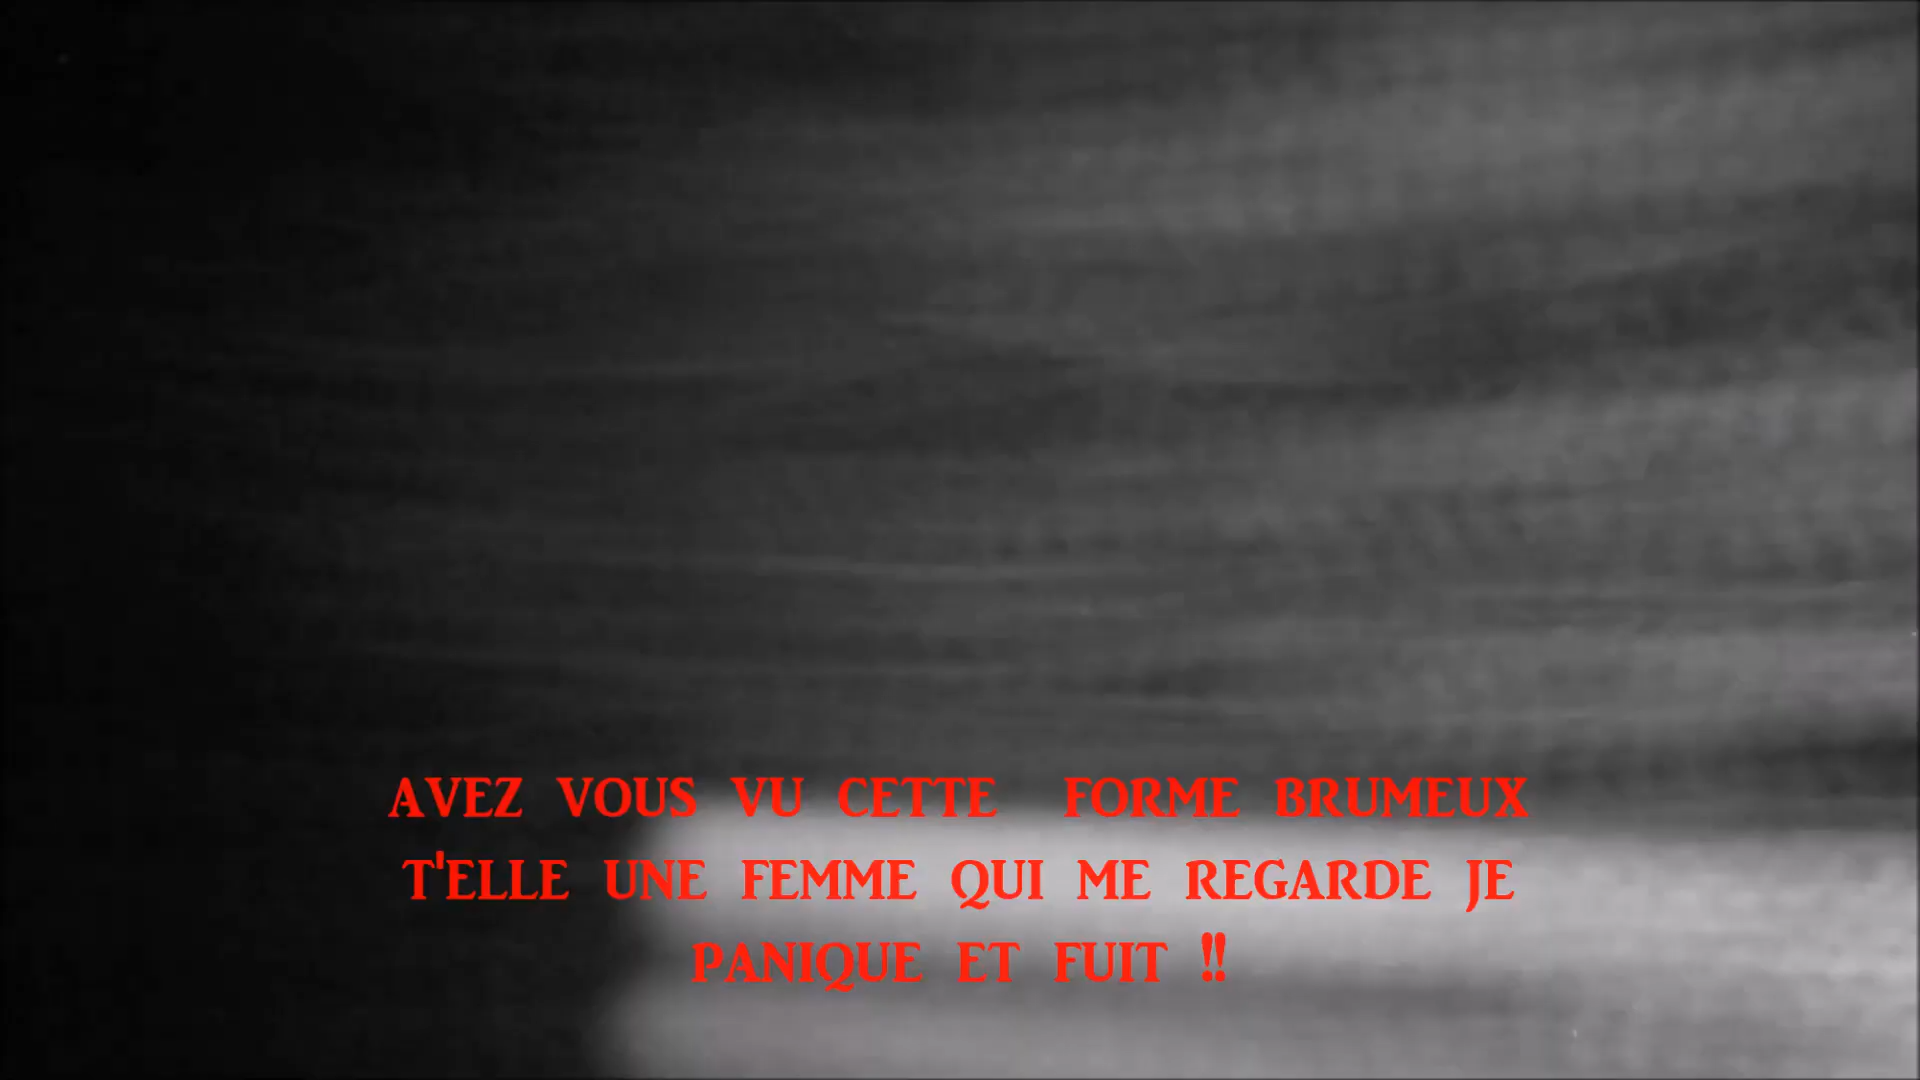 AVEZ VOUS VU CETTE FORME BRUMEUX
T'ELLE UNE FEMME QUI ME REGARDE JE
PANIQUE ET FUIT !!